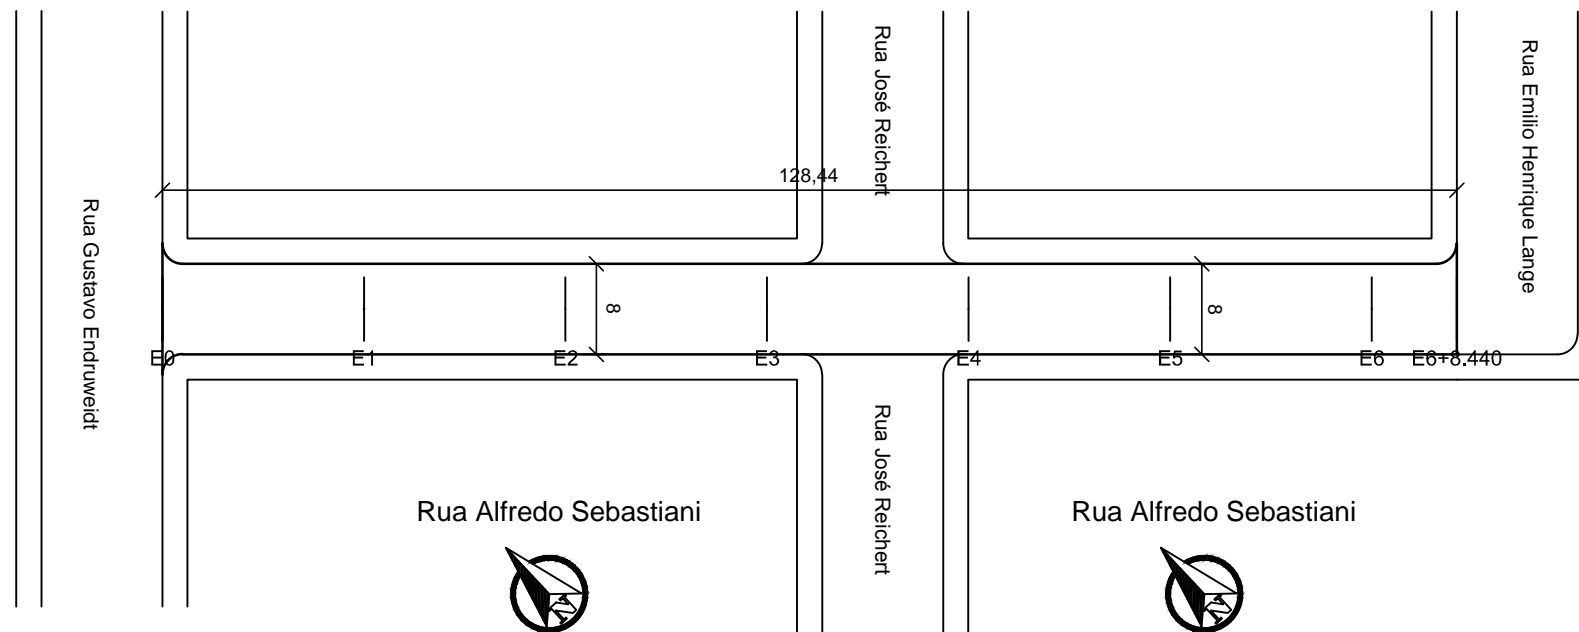 Rua José Reichert
Rua Emilio Henrique Lange
128,44
Rua Gustavo Endruweidt
8
8
E0
E1
E2
E3
E4
E5
E6
E6+8.440
Rua José Reichert
Rua Alfredo Sebastiani
Rua Alfredo Sebastiani
N
N